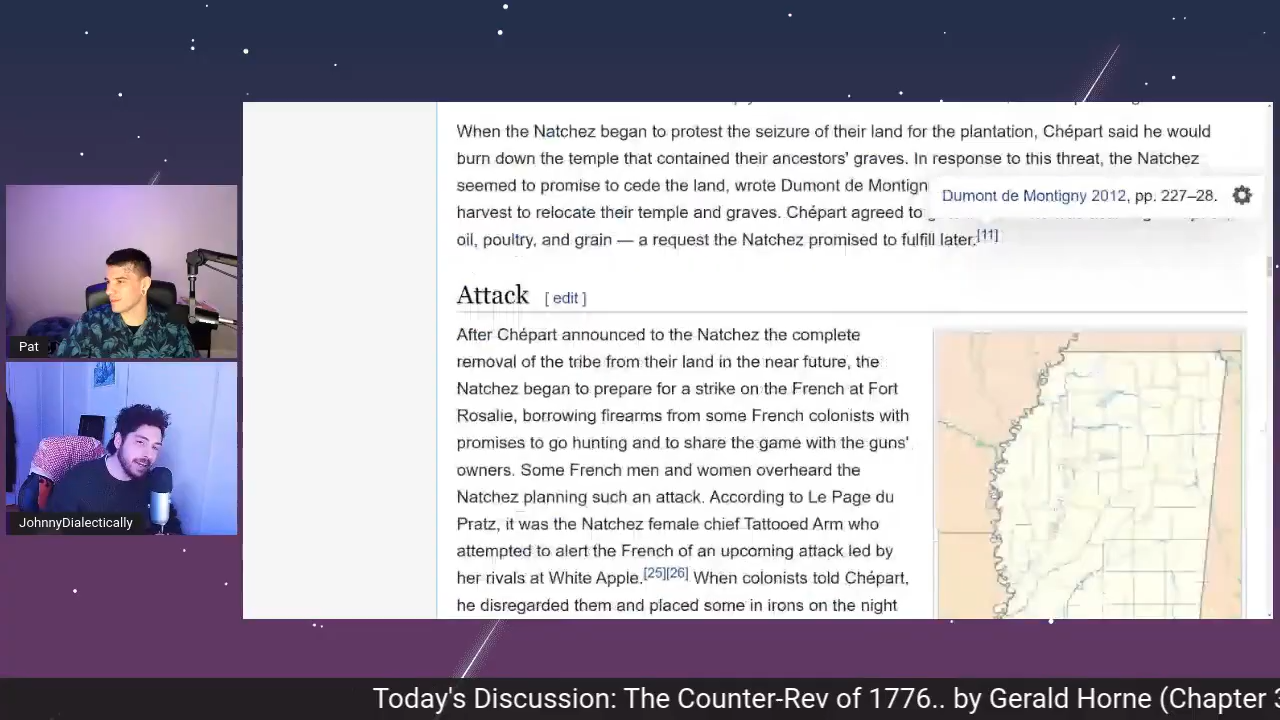 When the Natchez began to protest the seizure of their land for the plantation, Chépart said he would
burn down the temple that contained their ancestors' graves. In response to this threat, the Natchez
seemed to promise to cede the land, wrote Dumont de Montign
Dumont de Montigny 2012, pp. 227–28.
harvest to relocate their temple and graves. Chépart agreed to
oil, poultry, and grain — a request the Natchez promised to fulfill later.[11]
Attack [ edit ]
After Chépart announced to the Natchez the complete
removal of the tribe from their land in the near future, the
Natchez began to prepare for a strike on the French at Fort
Rosalie, borrowing firearms from some French colonists with
promises to go hunting and to share the game with the guns'
owners. Some French men and women overheard the
Natchez planning such an attack. According to Le Page du
Pratz, it was the Natchez female chief Tattooed Arm who
attempted to alert the French of an upcoming attack led by
her rivals at White Apple.[25][26] When colonists told Chépart,
he disregarded them and placed some in irons on the night
Pat
JohnnyDialectically
Today's Discussion: The Counter-Rev of 1776.. by Gerald Horne (Chapter 3